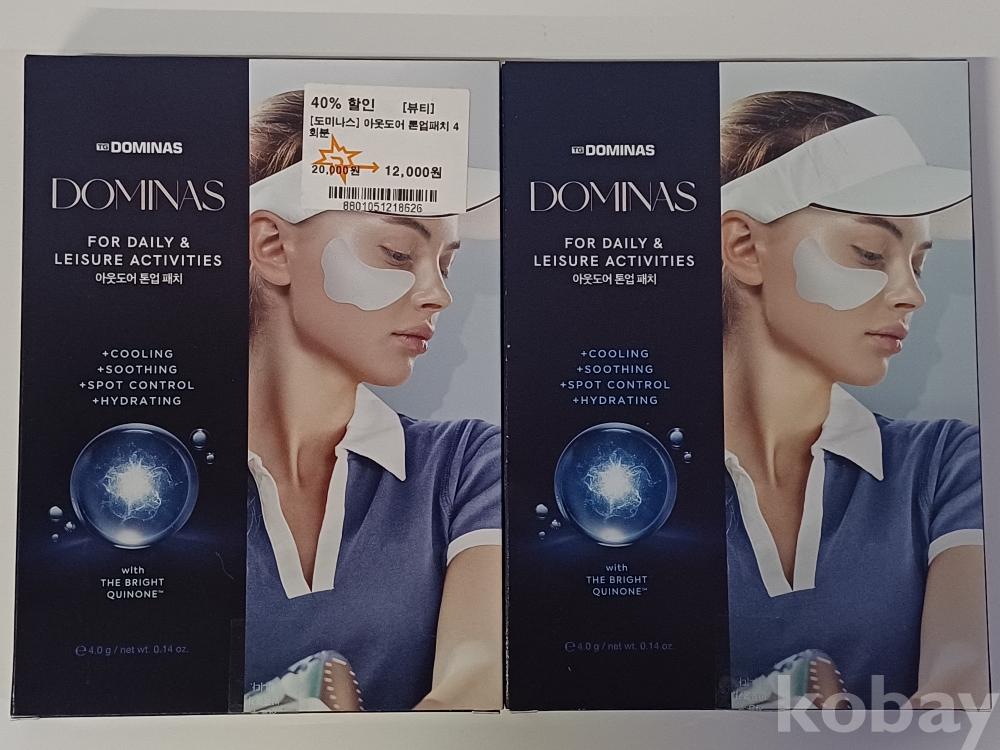 40% 할인 [뷰티]
[도미나스] 아웃도어 톤업패치 4
회분
20,000원 12,000원
8801051218626
TG DOMINAS
DOMINAS
FOR DAILY &
LEISURE ACTIVITIES
아웃도어 톤업 패치
+COOLING
+SOOTHING
+SPOT CONTROL
+HYDRATING
with
THE BRIGHT
QUINONE™
℮ 4.0 g / net wt. 0.14 oz.
TG DOMINAS
DOMINAS
FOR DAILY &
LEISURE ACTIVITIES
아웃도어 톤업 패치
+COOLING
+SOOTHING
+SPOT CONTROL
+HYDRATING
with
THE BRIGHT
QUINONE™
℮ 4.0 g / net wt. 0.14 oz.
kobay